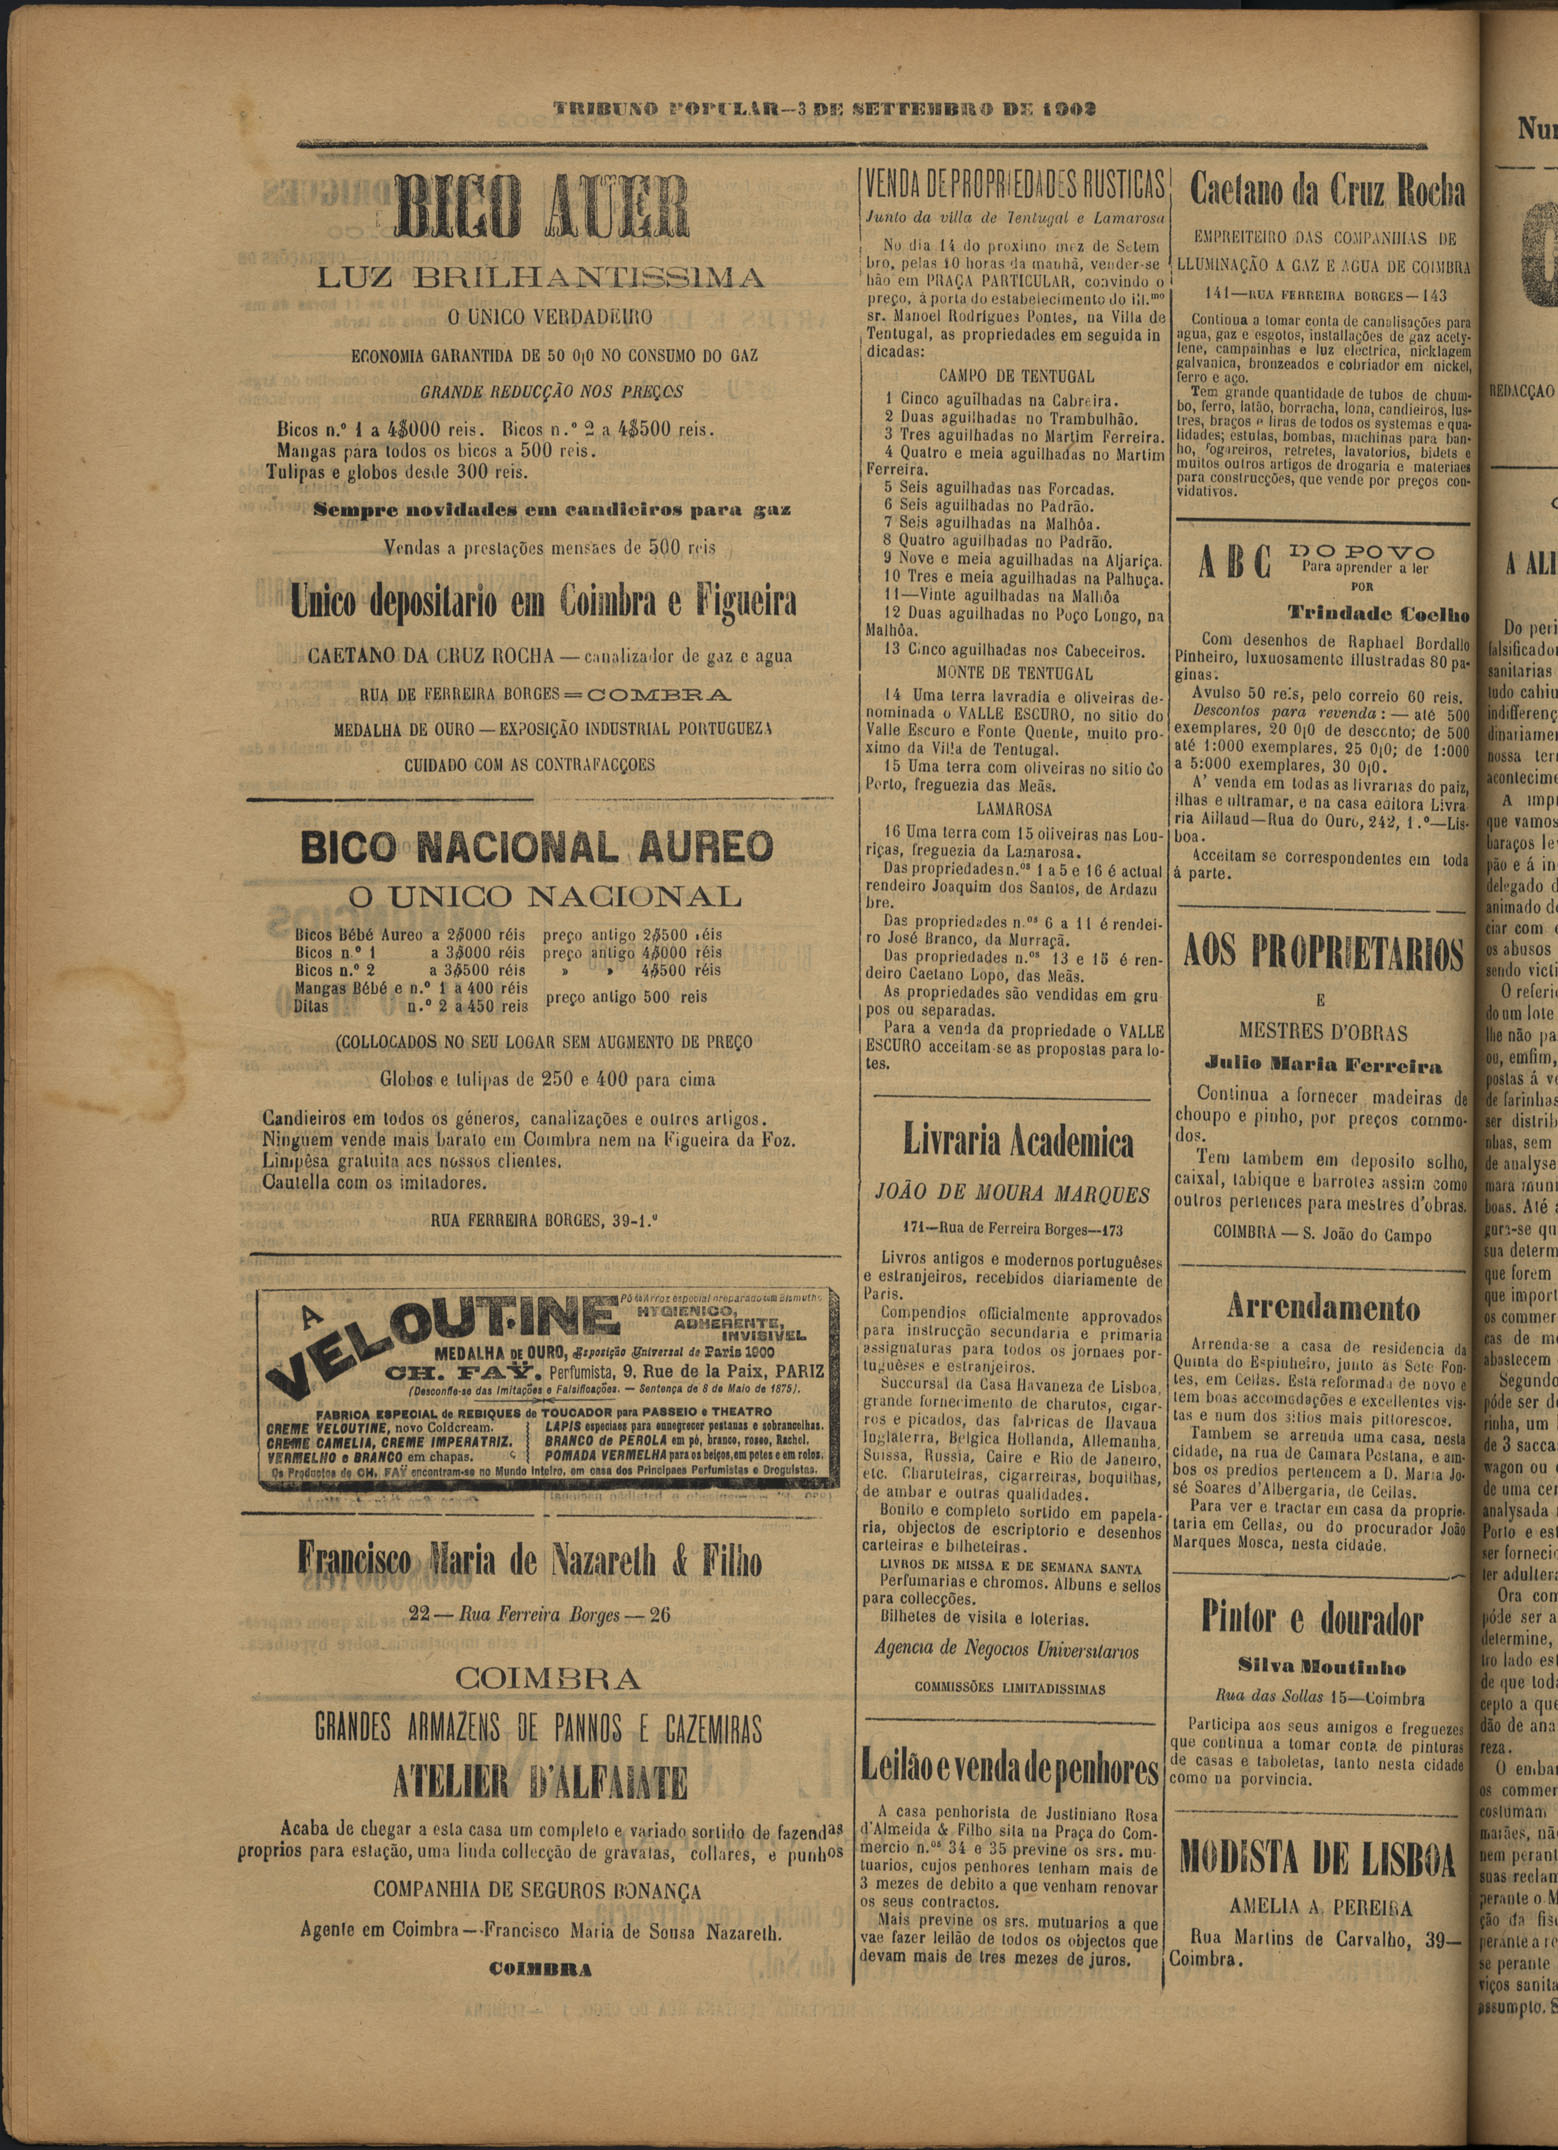 TRIBUNO POPULAR—3 DE SETTEMBRO DE 1902
BICO AUER
LUZ BRILHANTISSIMA
O UNICO VERDADEIRO
ECONOMIA GARANTIDA DE 50 0|0 NO CONSUMO DO GAZ
GRANDE REDUCÇÃO NOS PREÇOS
Bicos n.º 1 a 4$000 reis. Bicos n.º 2 a 4$500 reis.
Mangas para todos os bicos a 500 reis.
Tulipas e globos desde 300 reis.
Sempre novidades em candieiros para gaz
Vendas a prestações mensaes de 500 reis
Unico depositario em Coimbra e Figueira
CAETANO DA CRUZ ROCHA — canalizador de gaz e agua
RUA DE FERREIRA BORGES = COMBRA
MEDALHA DE OURO — EXPOSIÇÃO INDUSTRIAL PORTUGUEZA
CUIDADO COM AS CONTRAFACÇOES
BICO NACIONAL AUREO
O UNICO NACIONAL
Bicos Bébé Aureo a 2$000 réis preço antigo 2$500 réis
Bicos n.º 1 a 3$000 réis preço antigo 4$000 réis
Bicos n.º 2 a 3$500 réis » » 4$500 réis
Mangas Bébé e n.º 1 a 400 réis
Ditas n.º 2 a 450 reis preço antigo 500 reis
(COLLOCADOS NO SEU LOGAR SEM AUGMENTO DE PREÇO
Globos e tulipas de 250 e 400 para cima
Candieiros em todos os géneros, canalizações e outros artigos.
Ninguem vende mais barato em Coimbra nem na Figueira da Foz.
Limpêsa gratuita aos nossos clientes.
Cautella com os imitadores.
RUA FERREIRA BORGES, 39-1.º
A VELOUTINE
Pó de Arroz especial preparado com Bismutho
HYGIENICO,
ADHERENTE,
INVISIVEL
MEDALHA DE OURO, Exposição Universal de Paris 1900
CH. FAŸ, Perfumista, 9, Rue de la Paix, PARIZ
(Desconfie-se das Imitações e Falsificações. — Sentença de 8 de Maio de 1875).
FABRICA ESPECIAL de REBIQUES de TOUCADOR para PASSEIO e THEATRO
CREME VELOUTINE, novo Coldcream.
CREME CAMELIA, CREME IMPERATRIZ.
VERMELHO e BRANCO em chapas.
LAPIS especiaes para ennegrecer pestanas e sobrancelhas.
BRANCO de PEROLA em pó, branco, roseo, Rachel.
POMADA VERMELHA para os beiços, em potes e em rolos.
Os Productos de CH. FAŸ encontram-se no Mundo Inteiro, em casa dos Principaes Perfumistas e Droguistas.
Francisco Maria de Nazareth & Filho
22 — Rua Ferreira Borges — 26
COIMBRA
GRANDES ARMAZENS DE PANNOS E CAZEMIRAS
ATELIER D'ALFAIATE
Acaba de chegar a esta casa um completo e variado sortido de fazendas
proprios para estação, uma linda collecção de gravatas, collares, e punhos
COMPANHIA DE SEGUROS BONANÇA
Agente em Coimbra—Francisco Maria de Sousa Nazareth.
COIMBRA
VENDA DE PROPRIEDADES RUSTICAS
Junto da villa de Tentugal e Lamarosa
No dia 14 do proximo mez de Setem
bro, pelas 10 horas da manhã, vender-se
hão em PRAÇA PARTICULAR, convindo o
preço, à porta do estabelecimento do ill.mo
sr. Manoel Rodrigues Pontes, na Villa de
Tentugal, as propriedades em seguida in
dicadas:
CAMPO DE TENTUGAL
1 Cinco aguilhadas na Cabreira.
2 Duas aguilhadas no Trambulhão.
3 Tres aguilhadas no Martim Ferreira.
4 Quatro e meia aguilhadas no Martim
Ferreira.
5 Seis aguilhadas nas Forcadas.
6 Seis aguilhadas no Padrão.
7 Seis aguilhadas na Malhôa.
8 Quatro aguilhadas no Padrão.
9 Nove e meia aguilhadas na Aljariça.
10 Tres e meia aguilhadas na Palhuça.
11—Vinte aguilhadas na Malhôa
12 Duas aguilhadas no Poço Longo, na
Malhôa.
13 Cinco aguilhadas nos Cabeceiros.
MONTE DE TENTUGAL
14 Uma terra lavradia e oliveiras de-
nominada o VALLE ESCURO, no sitio do
Valle Escuro e Fonte Quente, muito pro-
ximo da Villa de Tentugal.
15 Uma terra com oliveiras no sitio do
Porto, freguezia das Meãs.
LAMAROSA
16 Uma terra com 15 oliveiras nas Lou-
riças, freguezia da Lamarosa.
Das propriedades n.os 1 a 5 e 16 é actual
rendeiro Joaquim dos Santos, de Ardazu
bre.
Das propriedades n.os 6 a 11 é rendei-
ro José Branco, da Murraçã.
Das propriedades n.os 13 e 15 é ren-
deiro Caetano Lopo, das Meãs.
As propriedades são vendidas em gru
pos ou separadas.
Para a venda da propriedade o VALLE
ESCURO acceitam-se as propostas para lo-
tes.
Livraria Academica
JOÃO DE MOURA MARQUES
171—Rua de Ferreira Borges—173
Livros antigos e modernos portuguêses
e estranjeiros, recebidos diariamente de
Paris.
Compendios officialmente approvados
para instrucção secundaria e primaria
assignaturas para todos os jornaes por-
tuguêses e estranjeiros.
Succursal da Casa Havaneza de Lisboa,
grande fornecimento de charutos, cigar-
ros e picados, das fabricas de Havana
Inglaterra, Belgica Hollanda, Allemanha,
Suissa, Russia, Caire e Rio de Janeiro,
etc. Charuteiras, cigarreiras, boquilhas,
de ambar e outras qualidades.
Bonito e completo sortido em papela-
ria, objectos de escriptorio e desenhos
carteiras e bilheteiras.
LIVROS DE MISSA E DE SEMANA SANTA
Perfumarias e chromos. Albuns e sellos
para collecções.
Bilhetes de visita e loterias.
Agencia de Negocios Universitarios
COMMISSÕES LIMITADISSIMAS
Leilão e venda de penhores
A casa penhorista de Justiniano Rosa
d'Almeida & Filho sita na Praça do Com-
mercio n.os 34 e 35 previne os srs. mu-
tuarios, cujos penhores tenham mais de
3 mezes de debito a que venham renovar
os seus contractos.
Mais previne os srs. mutuarios a que
vae fazer leilão de todos os objectos que
devam mais de tres mezes de juros.
Caetano da Cruz Rocha
EMPREITEIRO DAS COMPANHIAS DE
LLUMINAÇÃO A GAZ E AGUA DE COIMBRA
141—RUA FERREIRA BORGES—143
Continua a tomar conta de canalisações para
agua, gaz e esgotos, installações de gaz acety-
lene, campainhas e luz electrica, nicklagem
galvanica, bronzeados e cobriador em nickel,
ferro e aço.
Tem grande quantidade de tubos de chum-
bo, ferro, latão, borracha, lona, candieiros, lus-
tres, braços e liras de todos os systemas e qua-
lidades; estufas, bombas, machinas para ban-
ho, fogareiros, retretes, lavatorios, bidets e
muitos outros artigos de drogaria e materiaes
para construcções, que vende por preços con-
vidativos.
A B C DO POVO
Para aprender a ler
POR
Trindade Coelho
Com desenhos de Raphael Bordallo
Pinheiro, luxuosamente illustradas 80 pa-
ginas.
Avulso 50 reis, pelo correio 60 reis.
Descontos para revenda: — até 500
exemplares, 20 0|0 de desconto; de 500
até 1:000 exemplares, 25 0|0; de 1:000
a 5:000 exemplares, 30 0|0.
A' venda em todas as livrarias do paiz,
ilhas e ultramar, e na casa editora Livra
ria Aillaud—Rua do Ouro, 242, 1.º—Lis-
boa.
Acceitam se correspondentes em toda
á parte.
AOS PROPRIETARIOS
E
MESTRES D'OBRAS
Julio Maria Ferreira
Continua a fornecer madeiras de
choupo e pinho, por preços commo-
dos.
Tem tambem em deposito solho,
caixal, tabique e barrotes assim como
outros pertences para mestres d'obras.
COIMBRA — S. João do Campo
Arrendamento
Arrenda-se a casa de residencia da
Quinta do Espinheiro, junto às Sete Fon-
tes, em Cellas. Está reformada de novo e
tem boas accomodações e excellentes vis-
tas e num dos sitios mais pittorescos.
Tambem se arrenda uma casa, nesta
cidade, na rua de Camara Pestana, e am-
bos os predios pertencem a D. Maria Jo-
sé Soares d'Albergaria, de Cellas.
Para ver e tractar em casa da proprie-
taria em Cellas, ou do procurador João
Marques Mosca, nesta cidade.
Pintor e dourador
Silva Moutinho
Rua das Sollas 15—Coimbra
Participa aos seus amigos e freguezes
que continua a tomar conta de pinturas
de casas e taboletas, tanto nesta cidade
como na porvincia.
MODISTA DE LISBOA
AMELIA A. PEREIRA
Rua Martins de Carvalho, 39—
Coimbra.